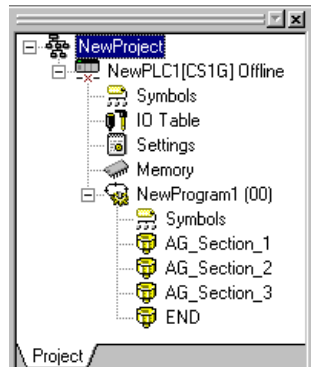 NewProject
NewPLC1[CS1G] Offline
Symbols
IO Table
Settings
Memory
NewProgram1 (00)
Symbols
AG_Section_1
AG_Section_2
AG_Section_3
END
Project